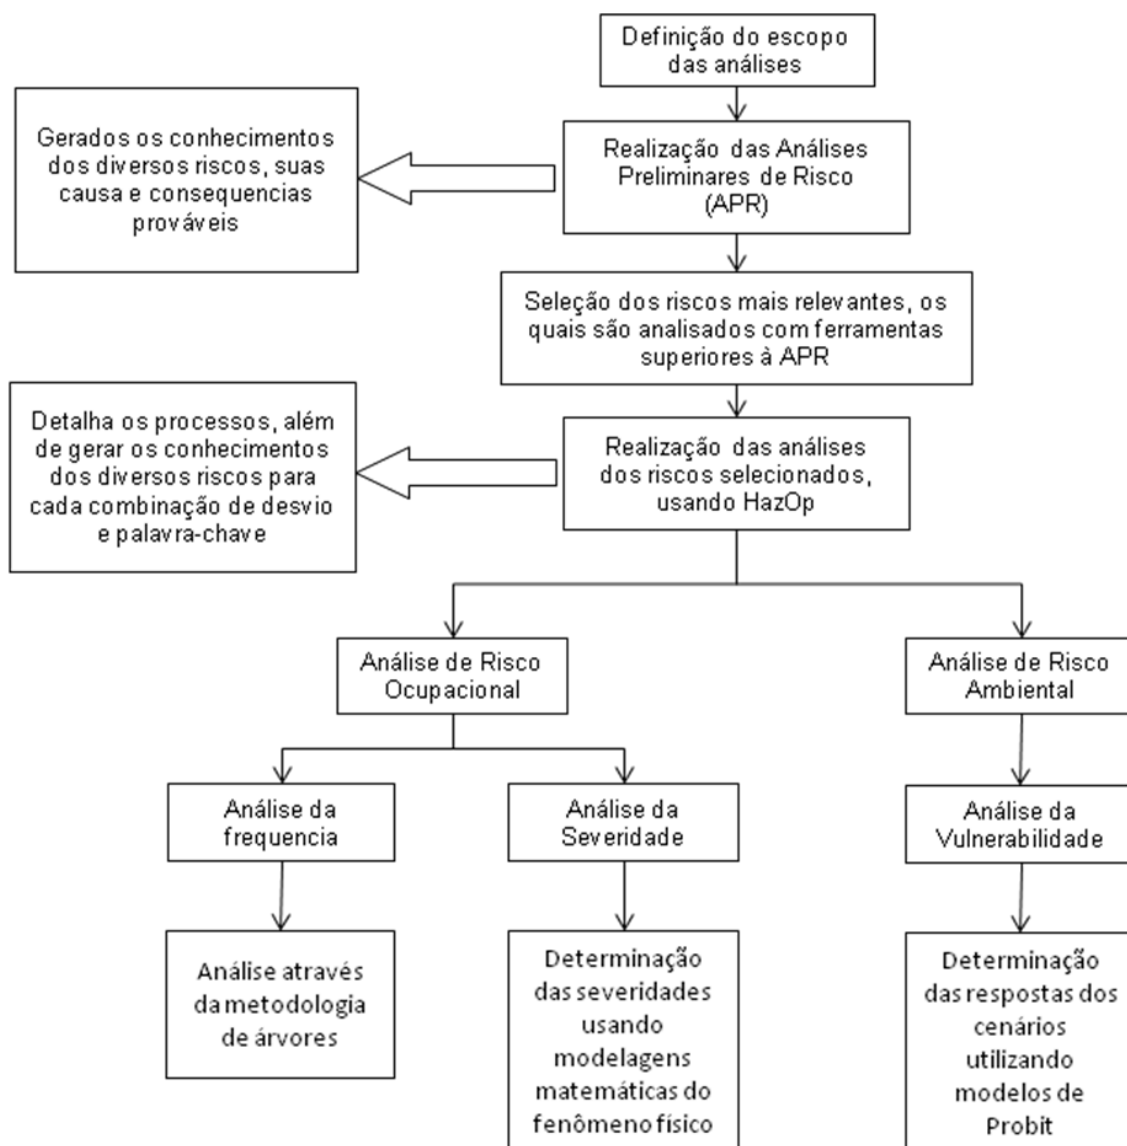 Definição do escopo
das análises
Gerados os conhecimentos
dos diversos riscos, suas
causa e consequencias
prováveis
Realização das Análises
Preliminares de Risco
(APR)
Seleção dos riscos mais relevantes, os
quais são analisados com ferramentas
superiores à APR
Detalha os processos, além
de gerar os conhecimentos
dos diversos riscos para
cada combinação de desvio
e palavra-chave
Realização das análises
dos riscos selecionados,
usando HazOp
Análise de Risco
Ocupacional
Análise de Risco
Ambiental
Análise da
frequencia
Análise da
Severidade
Análise da
Vulnerabilidade
Análise através
da metodologia
de árvores
Determinação
das severidades
usando
modelagens
matemáticas do
fenômeno físico
Determinação
das respostas dos
cenários
utilizando
modelos de
Probit